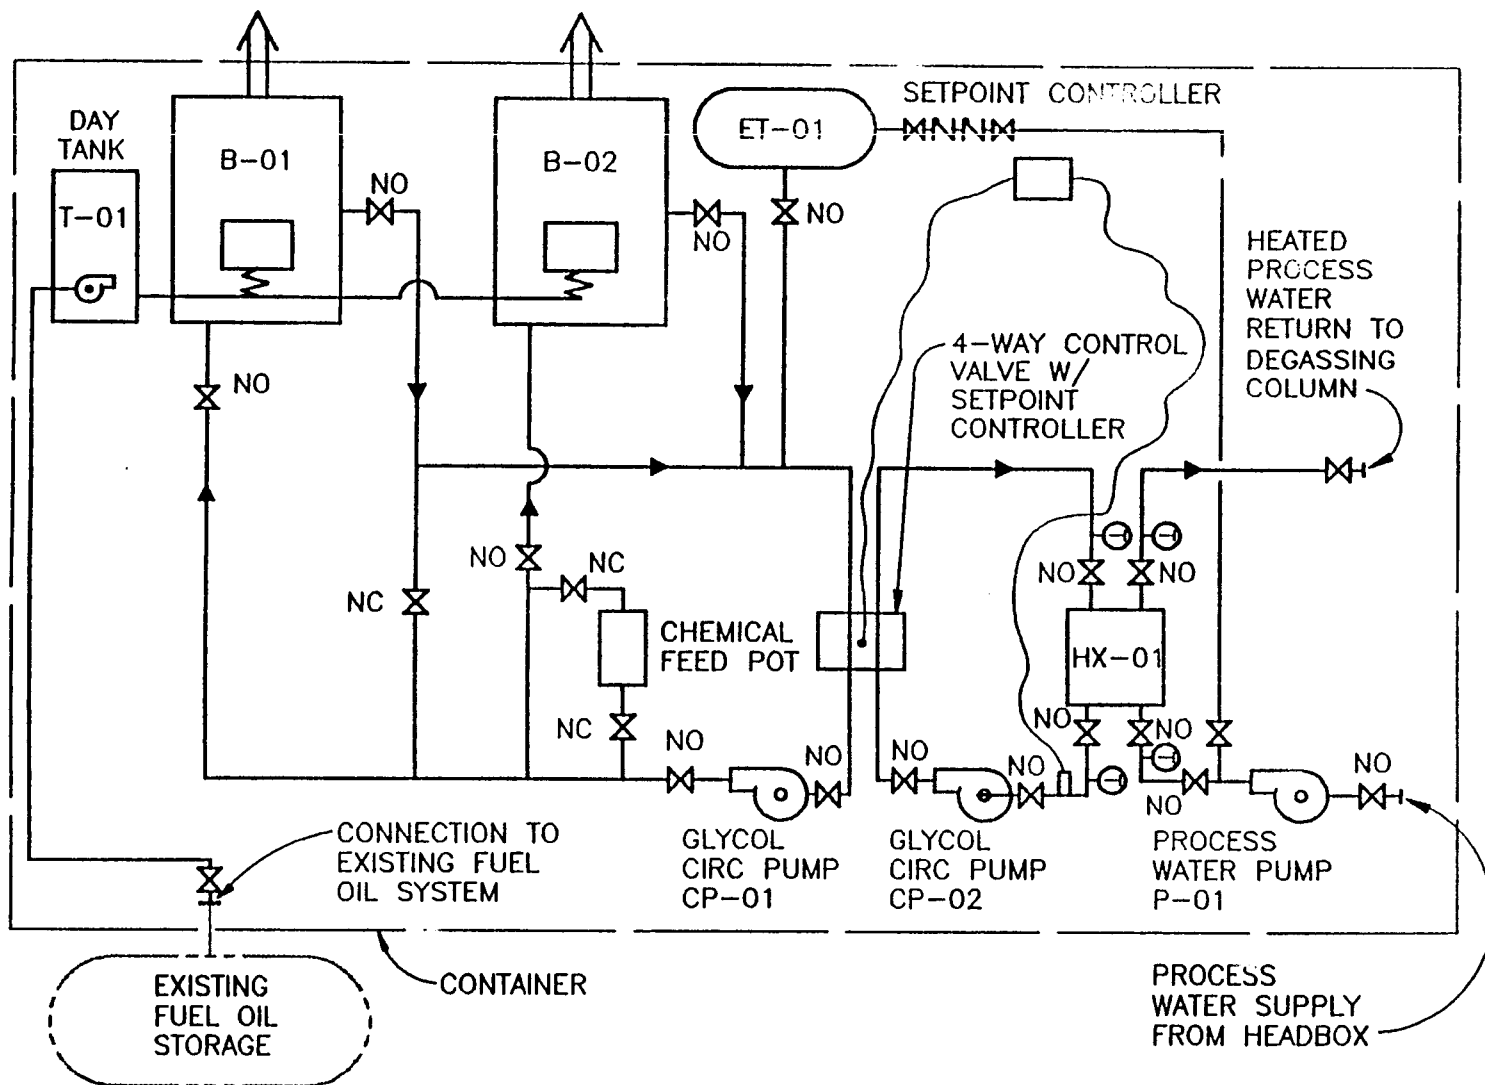 SETPOINT CONTROLLER
DAY
TANK
T-01
B-01
B-02
ET-01
NO
NO
NO
NO
HEATED
PROCESS
WATER
RETURN TO
DEGASSING
COLUMN
4-WAY CONTROL
VALVE W/
SETPOINT
CONTROLLER
NO
NC
NC
NO
NO
CHEMICAL
FEED POT
HX-01
NC
NO
NO
NO
NO
NO
NO
NO
NO
GLYCOL
CIRC PUMP
CP-01
GLYCOL
CIRC PUMP
CP-02
PROCESS
WATER PUMP
P-01
CONNECTION TO
EXISTING FUEL
OIL SYSTEM
CONTAINER
EXISTING
FUEL OIL
STORAGE
PROCESS
WATER SUPPLY
FROM HEADBOX